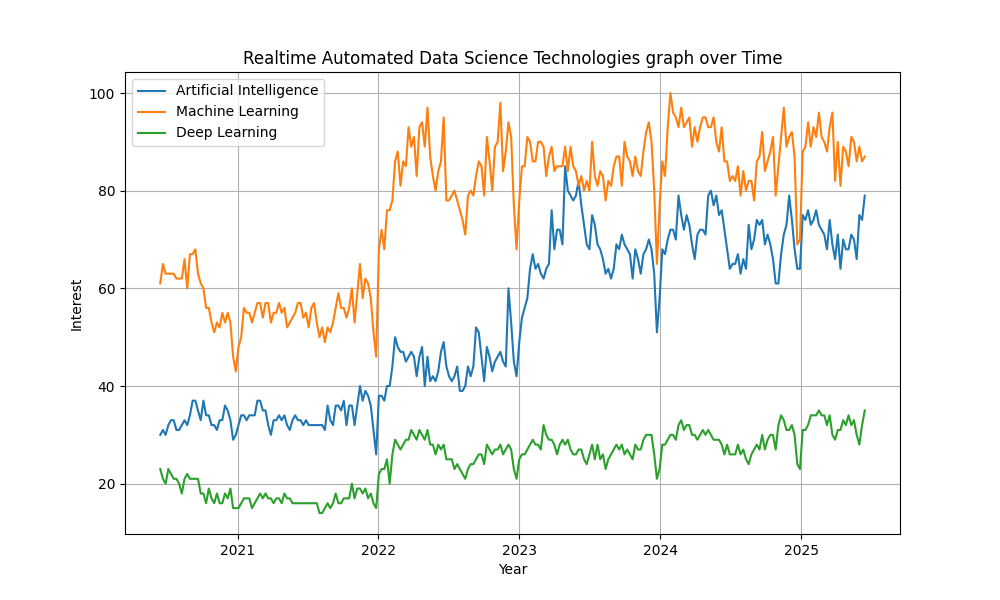 Realtime Automated Data Science Technologies graph over Time
Artificial Intelligence
Machine Learning
Deep Learning
100
80
60
40
20
Interest
2021
2022
2023
2024
2025
Year